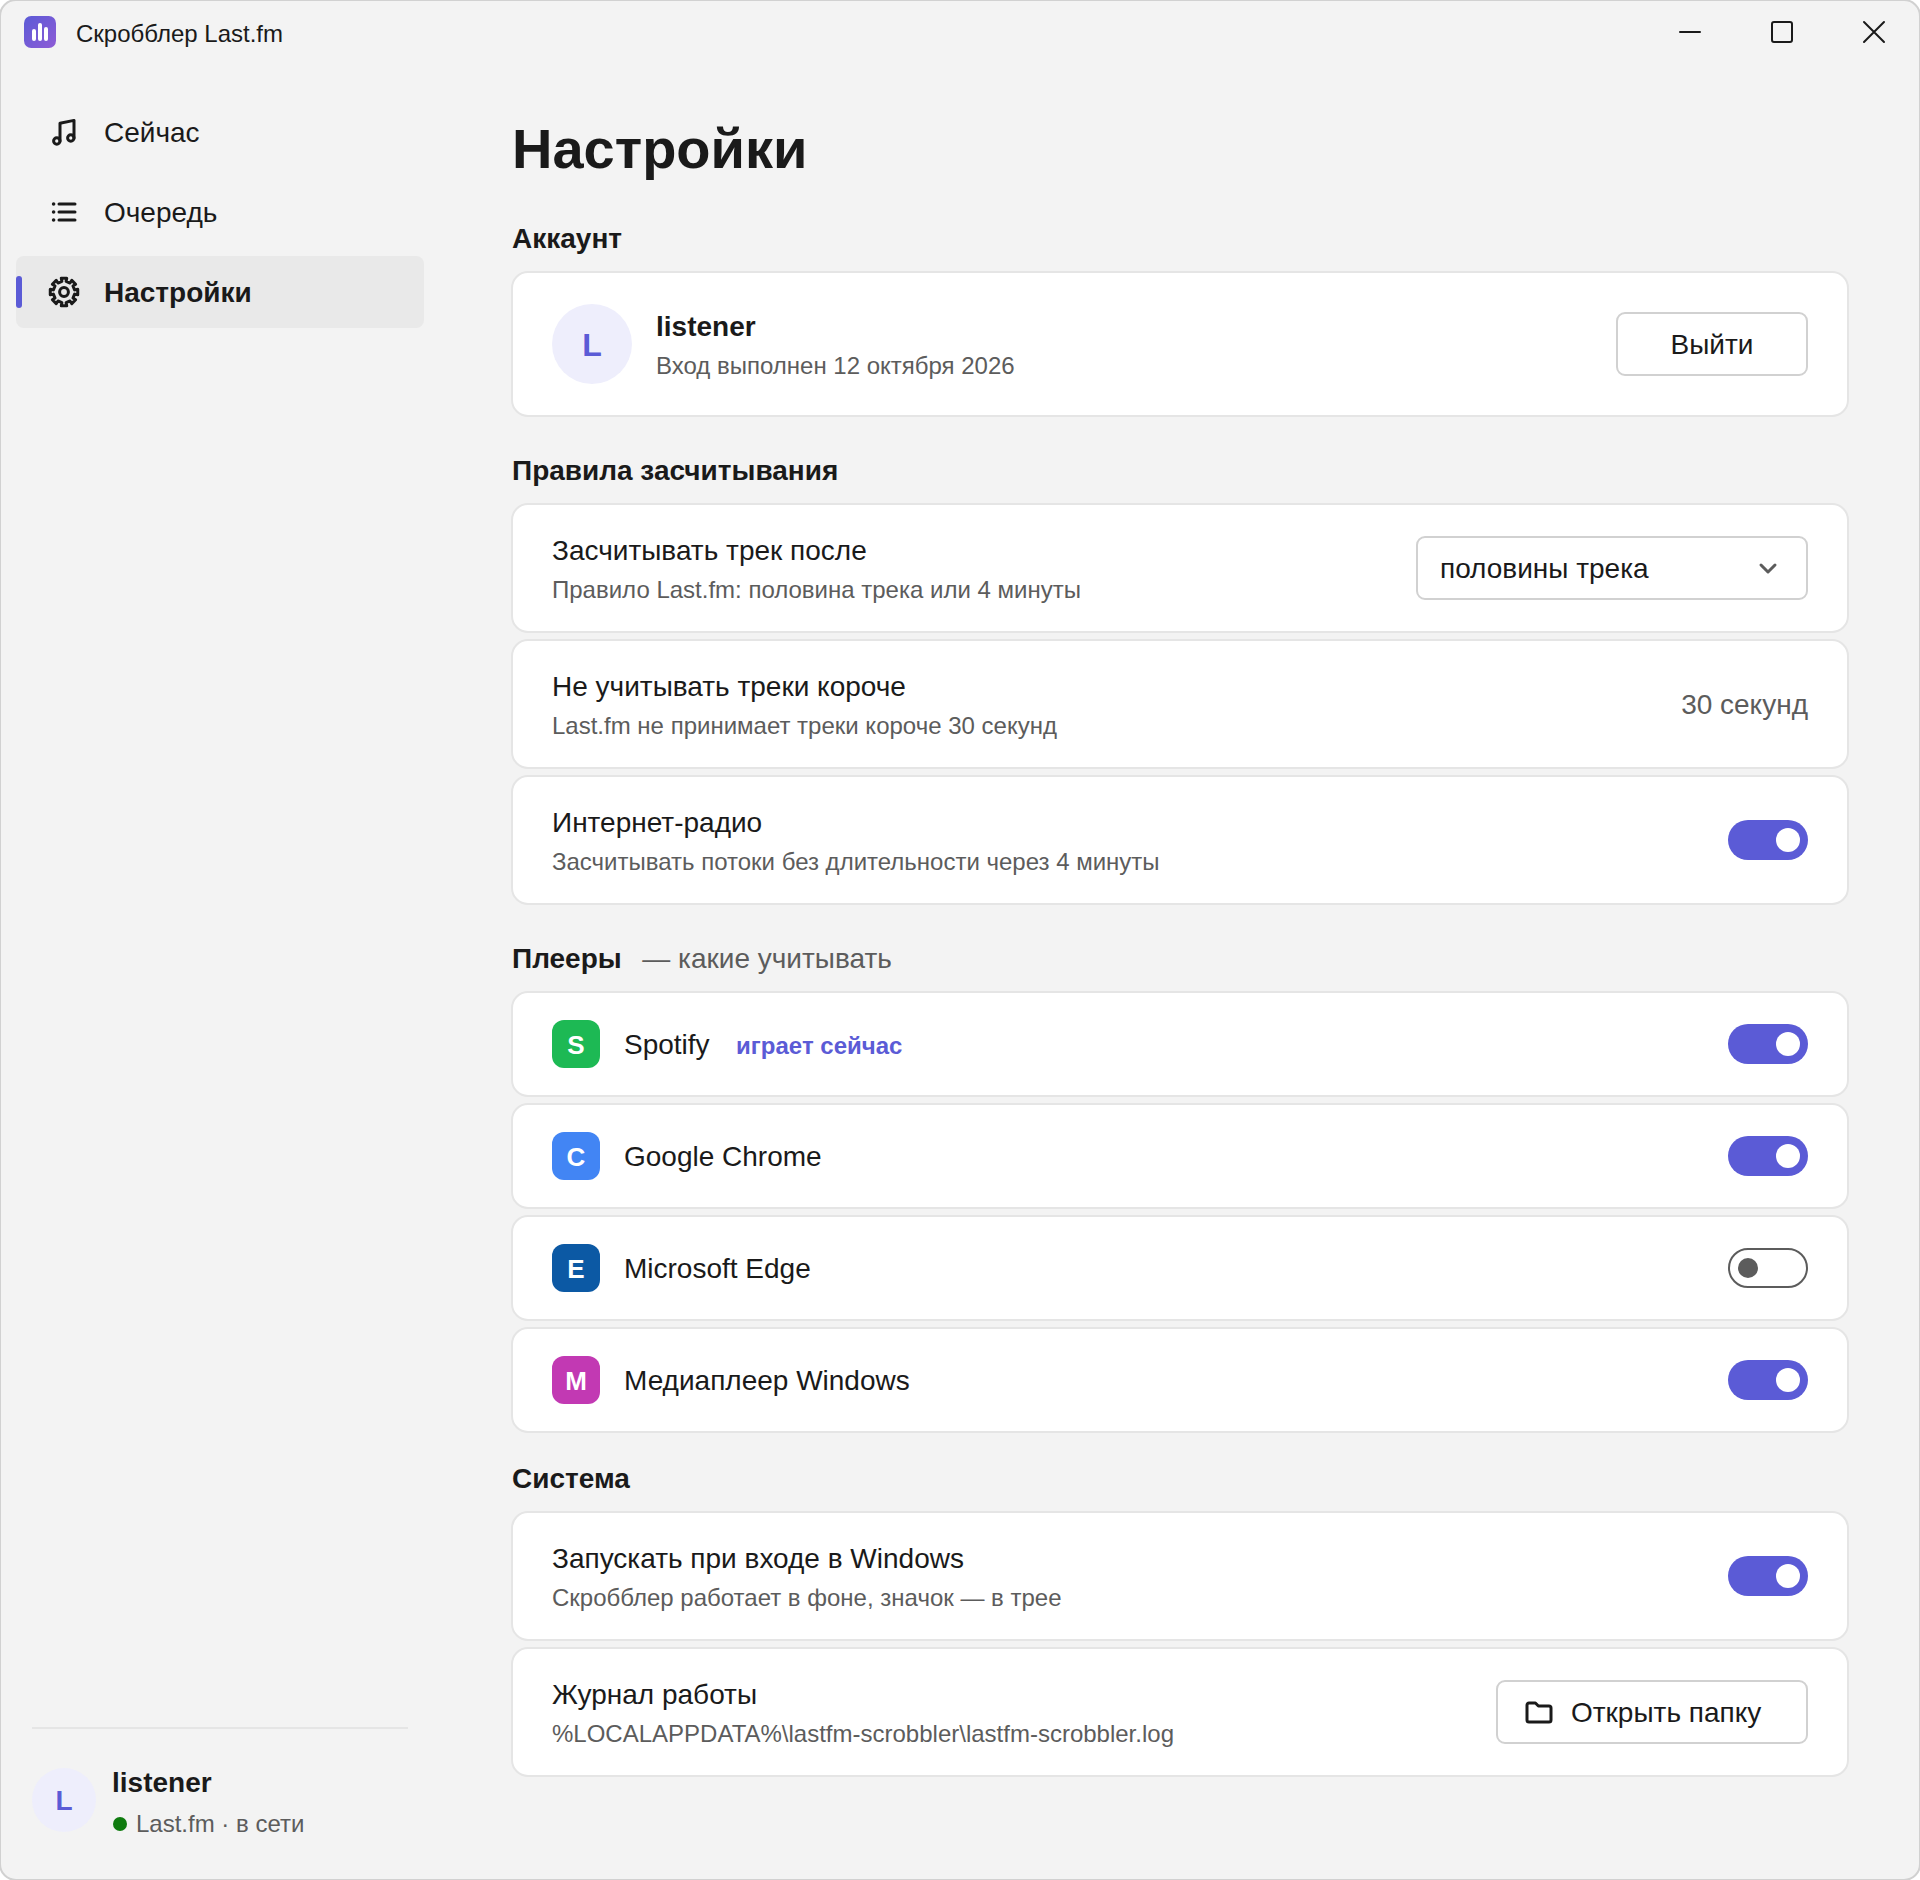 Скробблер Last.fm
Сейчас
Очередь
Настройки
Настройки
Аккаунт
L
listener
Вход выполнен 12 октября 2026
Выйти
Правила засчитывания
Засчитывать трек после
Правило Last.fm: половина трека или 4 минуты
половины трека
Не учитывать треки короче
Last.fm не принимает треки короче 30 секунд
30 секунд
Интернет-радио
Засчитывать потоки без длительности через 4 минуты
Плееры — какие учитывать
S Spotify играет сейчас
C Google Chrome
E Microsoft Edge
M Медиаплеер Windows
Система
Запускать при входе в Windows
Скробблер работает в фоне, значок — в трее
Журнал работы
%LOCALAPPDATA%\lastfm-scrobbler\lastfm-scrobbler.log
Открыть папку
L
listener
Last.fm · в сети